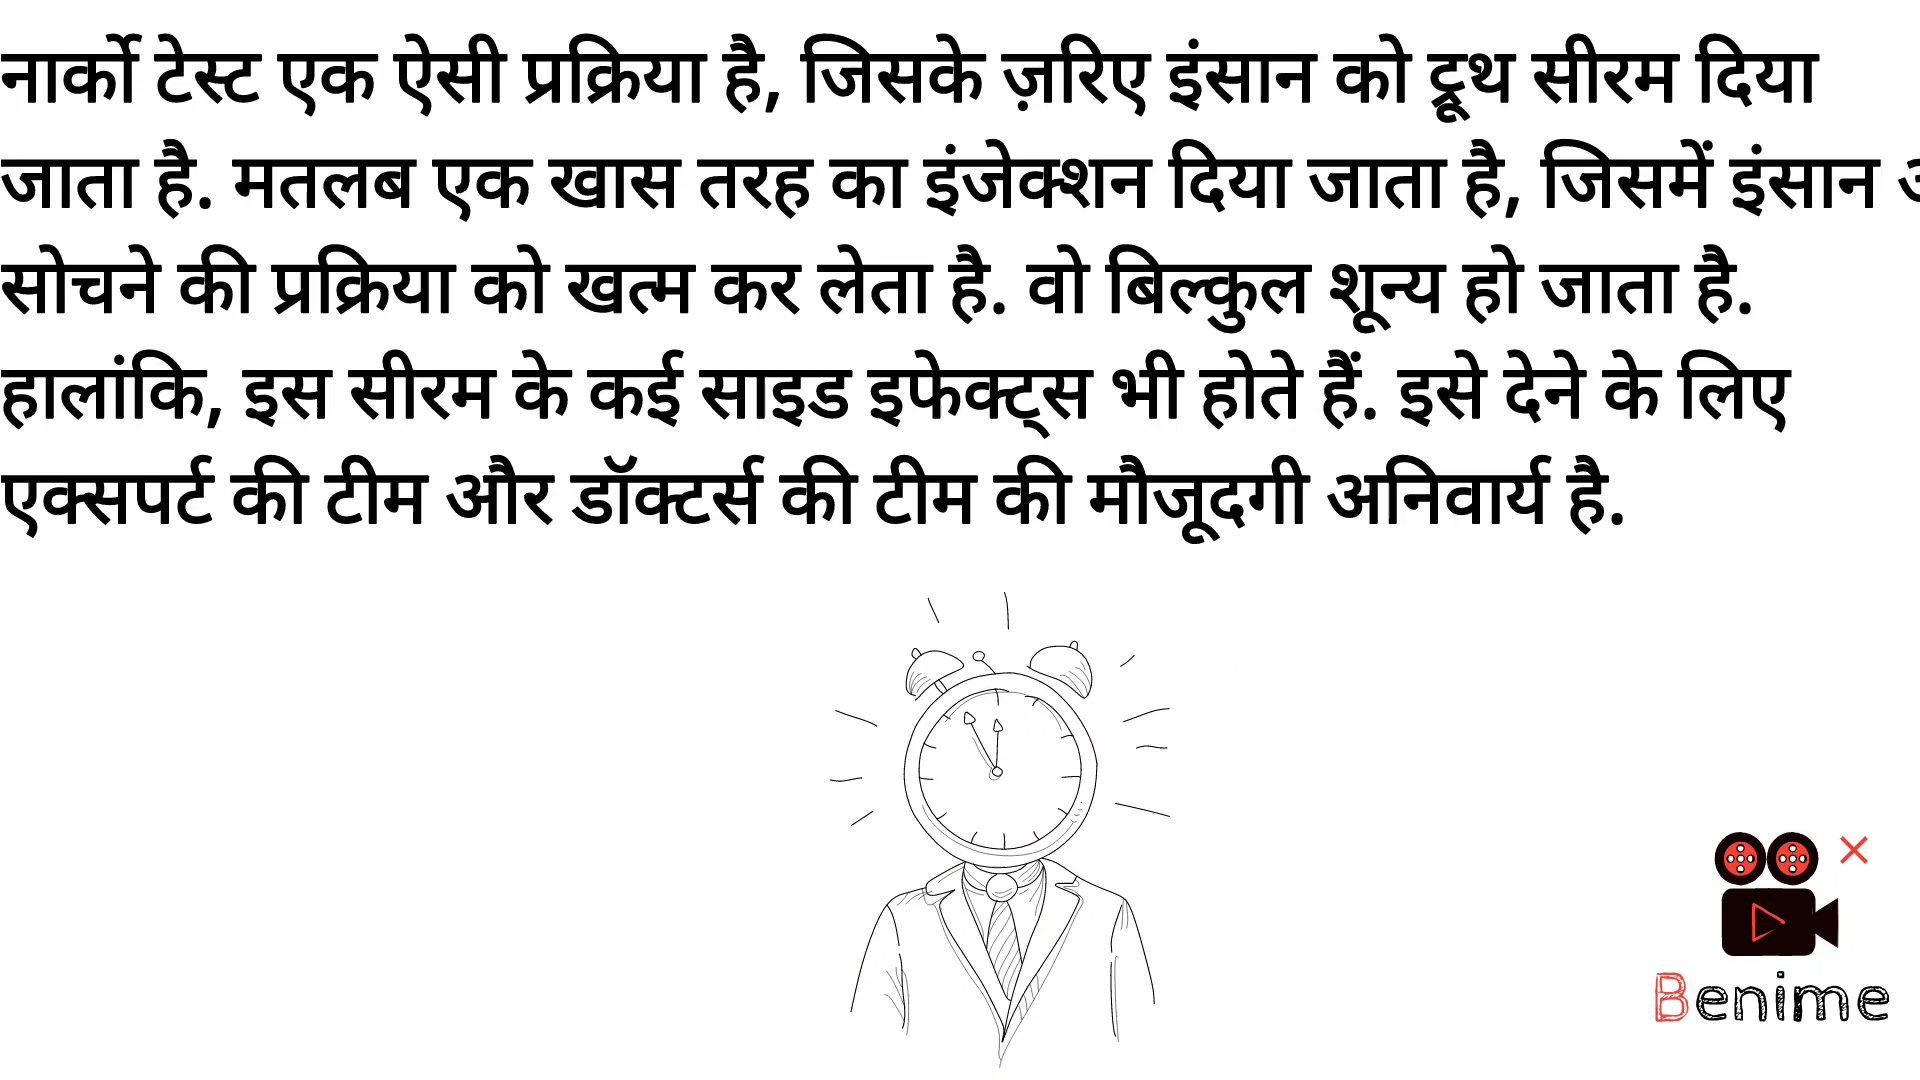 नार्को टेस्ट एक ऐसी प्रक्रिया है, जिसके ज़रिए इंसान को ट्रूथ सीरम दिया
जाता है. मतलब एक खास तरह का इंजेक्शन दिया जाता है, जिसमें इंसान
सोचने की प्रक्रिया को खत्म कर लेता है. वो बिल्कुल शून्य हो जाता है.
हालांकि, इस सीरम के कई साइड इफेक्ट्स भी होते हैं. इसे देने के लिए
एक्सपर्ट की टीम और डॉक्टर्स की टीम की मौजूदगी अनिवार्य है.
Benime